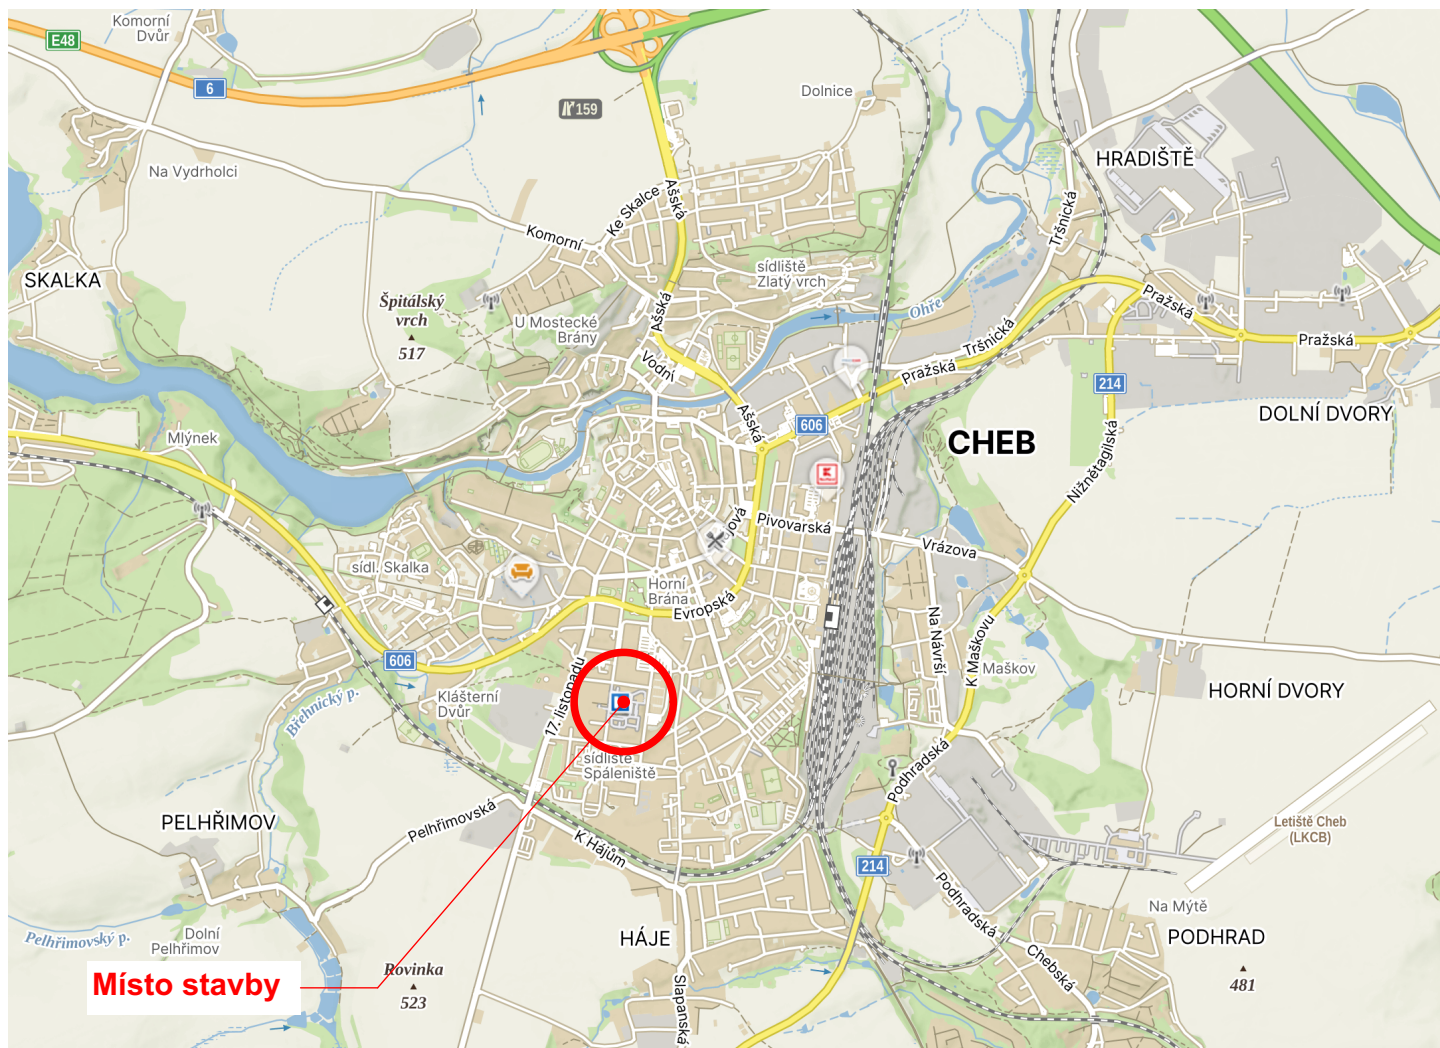 Komorní
Dvůr
E48
6
159
Dolnice
HRADIŠTĚ
Na Vydrholci
Ke Skalce
Ašská
Komorní
Tršnická
SKALKA
sídliště
Zlatý vrch
Špitálský
vrch
517
U Mostecké
Brány
Ašská
Ohře
Pražská
Tršnická
Pražská
Vodní
Pražská
214
Ašská
606
DOLNÍ DVORY
Mlýnek
CHEB
Nižnětagilská
Pivovarská
Vrázova
sídl. Skalka
Horní
Brána
Evropská
Na Návrší
K Maškovu
Maškov
606
17. listopadu
HORNÍ DVORY
Klášterní
Dvůr
Břehnický p.
sídliště
Spáleniště
Podhradská
PELHŘIMOV
Pelhřimovská
K Hájům
Letiště Cheb
(LKCB)
214
Podhradská
Na Mýtě
Dolní
Pelhřimov
Pelhřimovský p.
HÁJE
PODHRAD
Chebská
Rovinka
523
481
Místo stavby
Slapanská